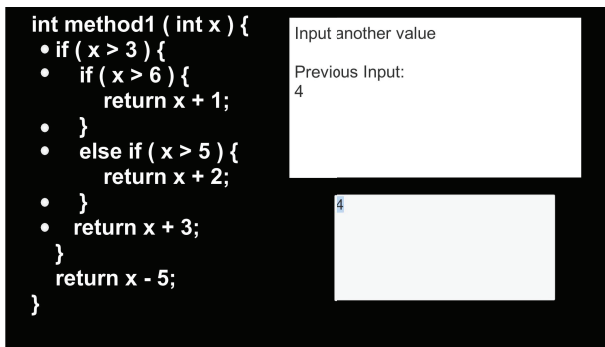 int method1 ( int x ) {
• if ( x > 3 ) {
•   if ( x > 6 ) {
return x + 1;
•   }
•   else if ( x > 5 ) {
return x + 2;
•   }
•   return x + 3;
}
return x - 5;
}
Input another value
Previous Input:
4
4